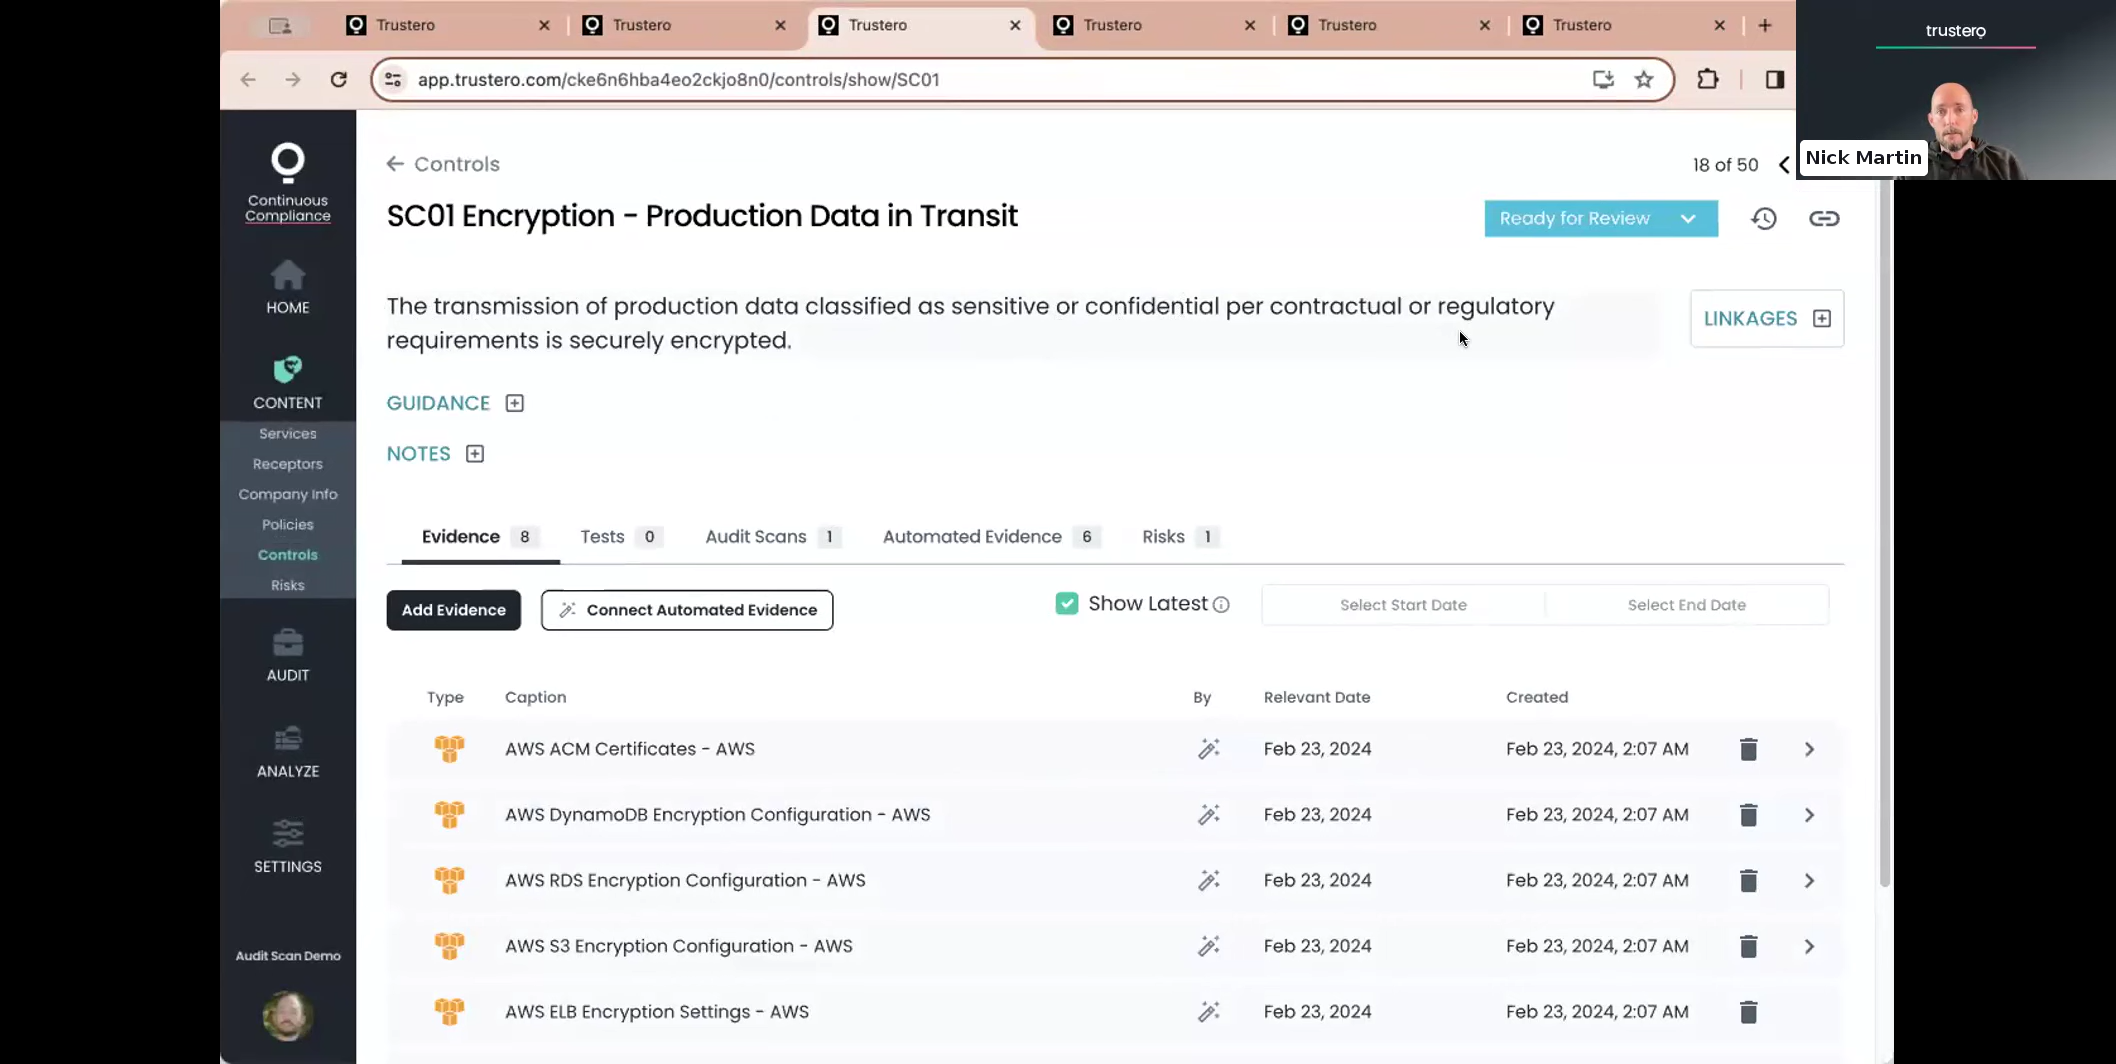 Trustero
Trustero
Trustero
Trustero
Trustero
Trustero
app.trustero.com/cke6n6hba4eo2ckjo8n0/controls/show/SC01
trustero
Nick Martin
Continuous
Compliance
HOME
CONTENT
Services
Receptors
Company Info
Policies
Controls
Risks
AUDIT
ANALYZE
SETTINGS
Audit Scan Demo
Controls
18 of 50
SC01 Encryption - Production Data in Transit
Ready for Review
The transmission of production data classified as sensitive or confidential per contractual or regulatory
requirements is securely encrypted.
LINKAGES
GUIDANCE
NOTES
Evidence 8 Tests 0 Audit Scans 1 Automated Evidence 6 Risks 1
Add Evidence Connect Automated Evidence Show Latest Select Start Date Select End Date
Type Caption By Relevant Date Created
AWS ACM Certificates - AWS Feb 23, 2024 Feb 23, 2024, 2:07 AM
AWS DynamoDB Encryption Configuration - AWS Feb 23, 2024 Feb 23, 2024, 2:07 AM
AWS RDS Encryption Configuration - AWS Feb 23, 2024 Feb 23, 2024, 2:07 AM
AWS S3 Encryption Configuration - AWS Feb 23, 2024 Feb 23, 2024, 2:07 AM
AWS ELB Encryption Settings - AWS Feb 23, 2024 Feb 23, 2024, 2:07 AM